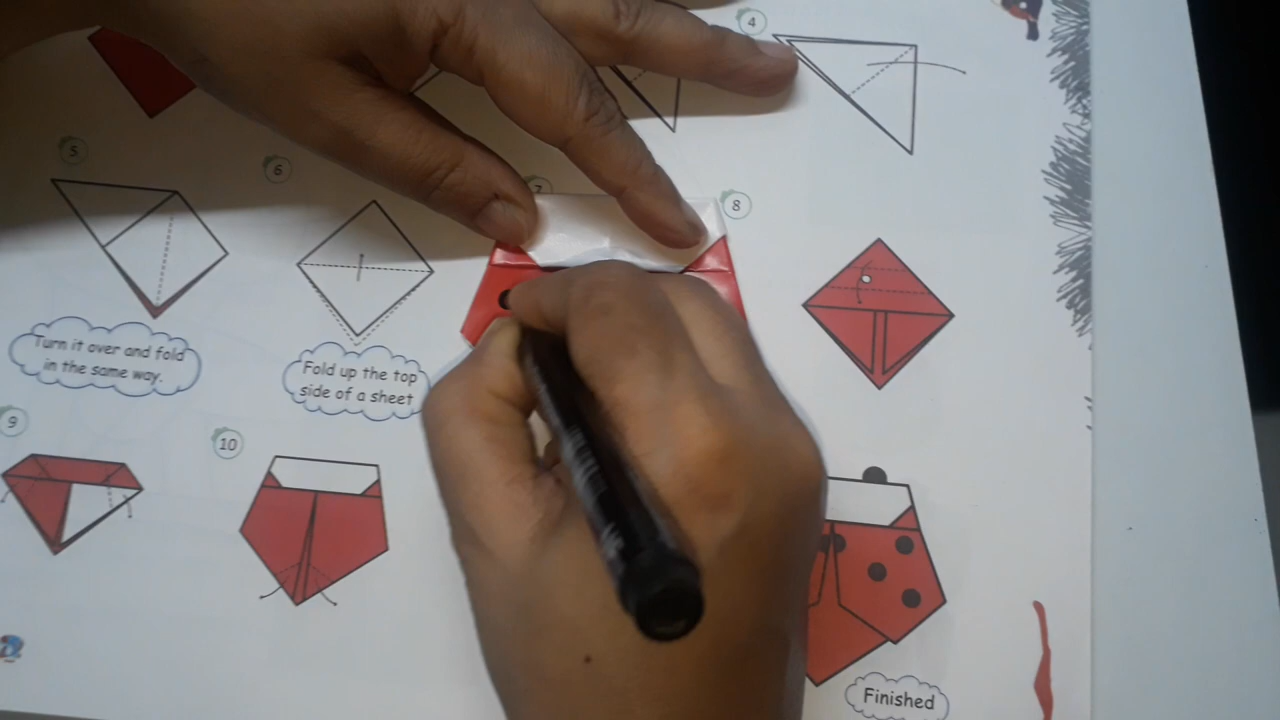 4
5
6
7
8
Turn it over and fold
in the same way.
Fold up the top
side of a sheet
9
10
Finished